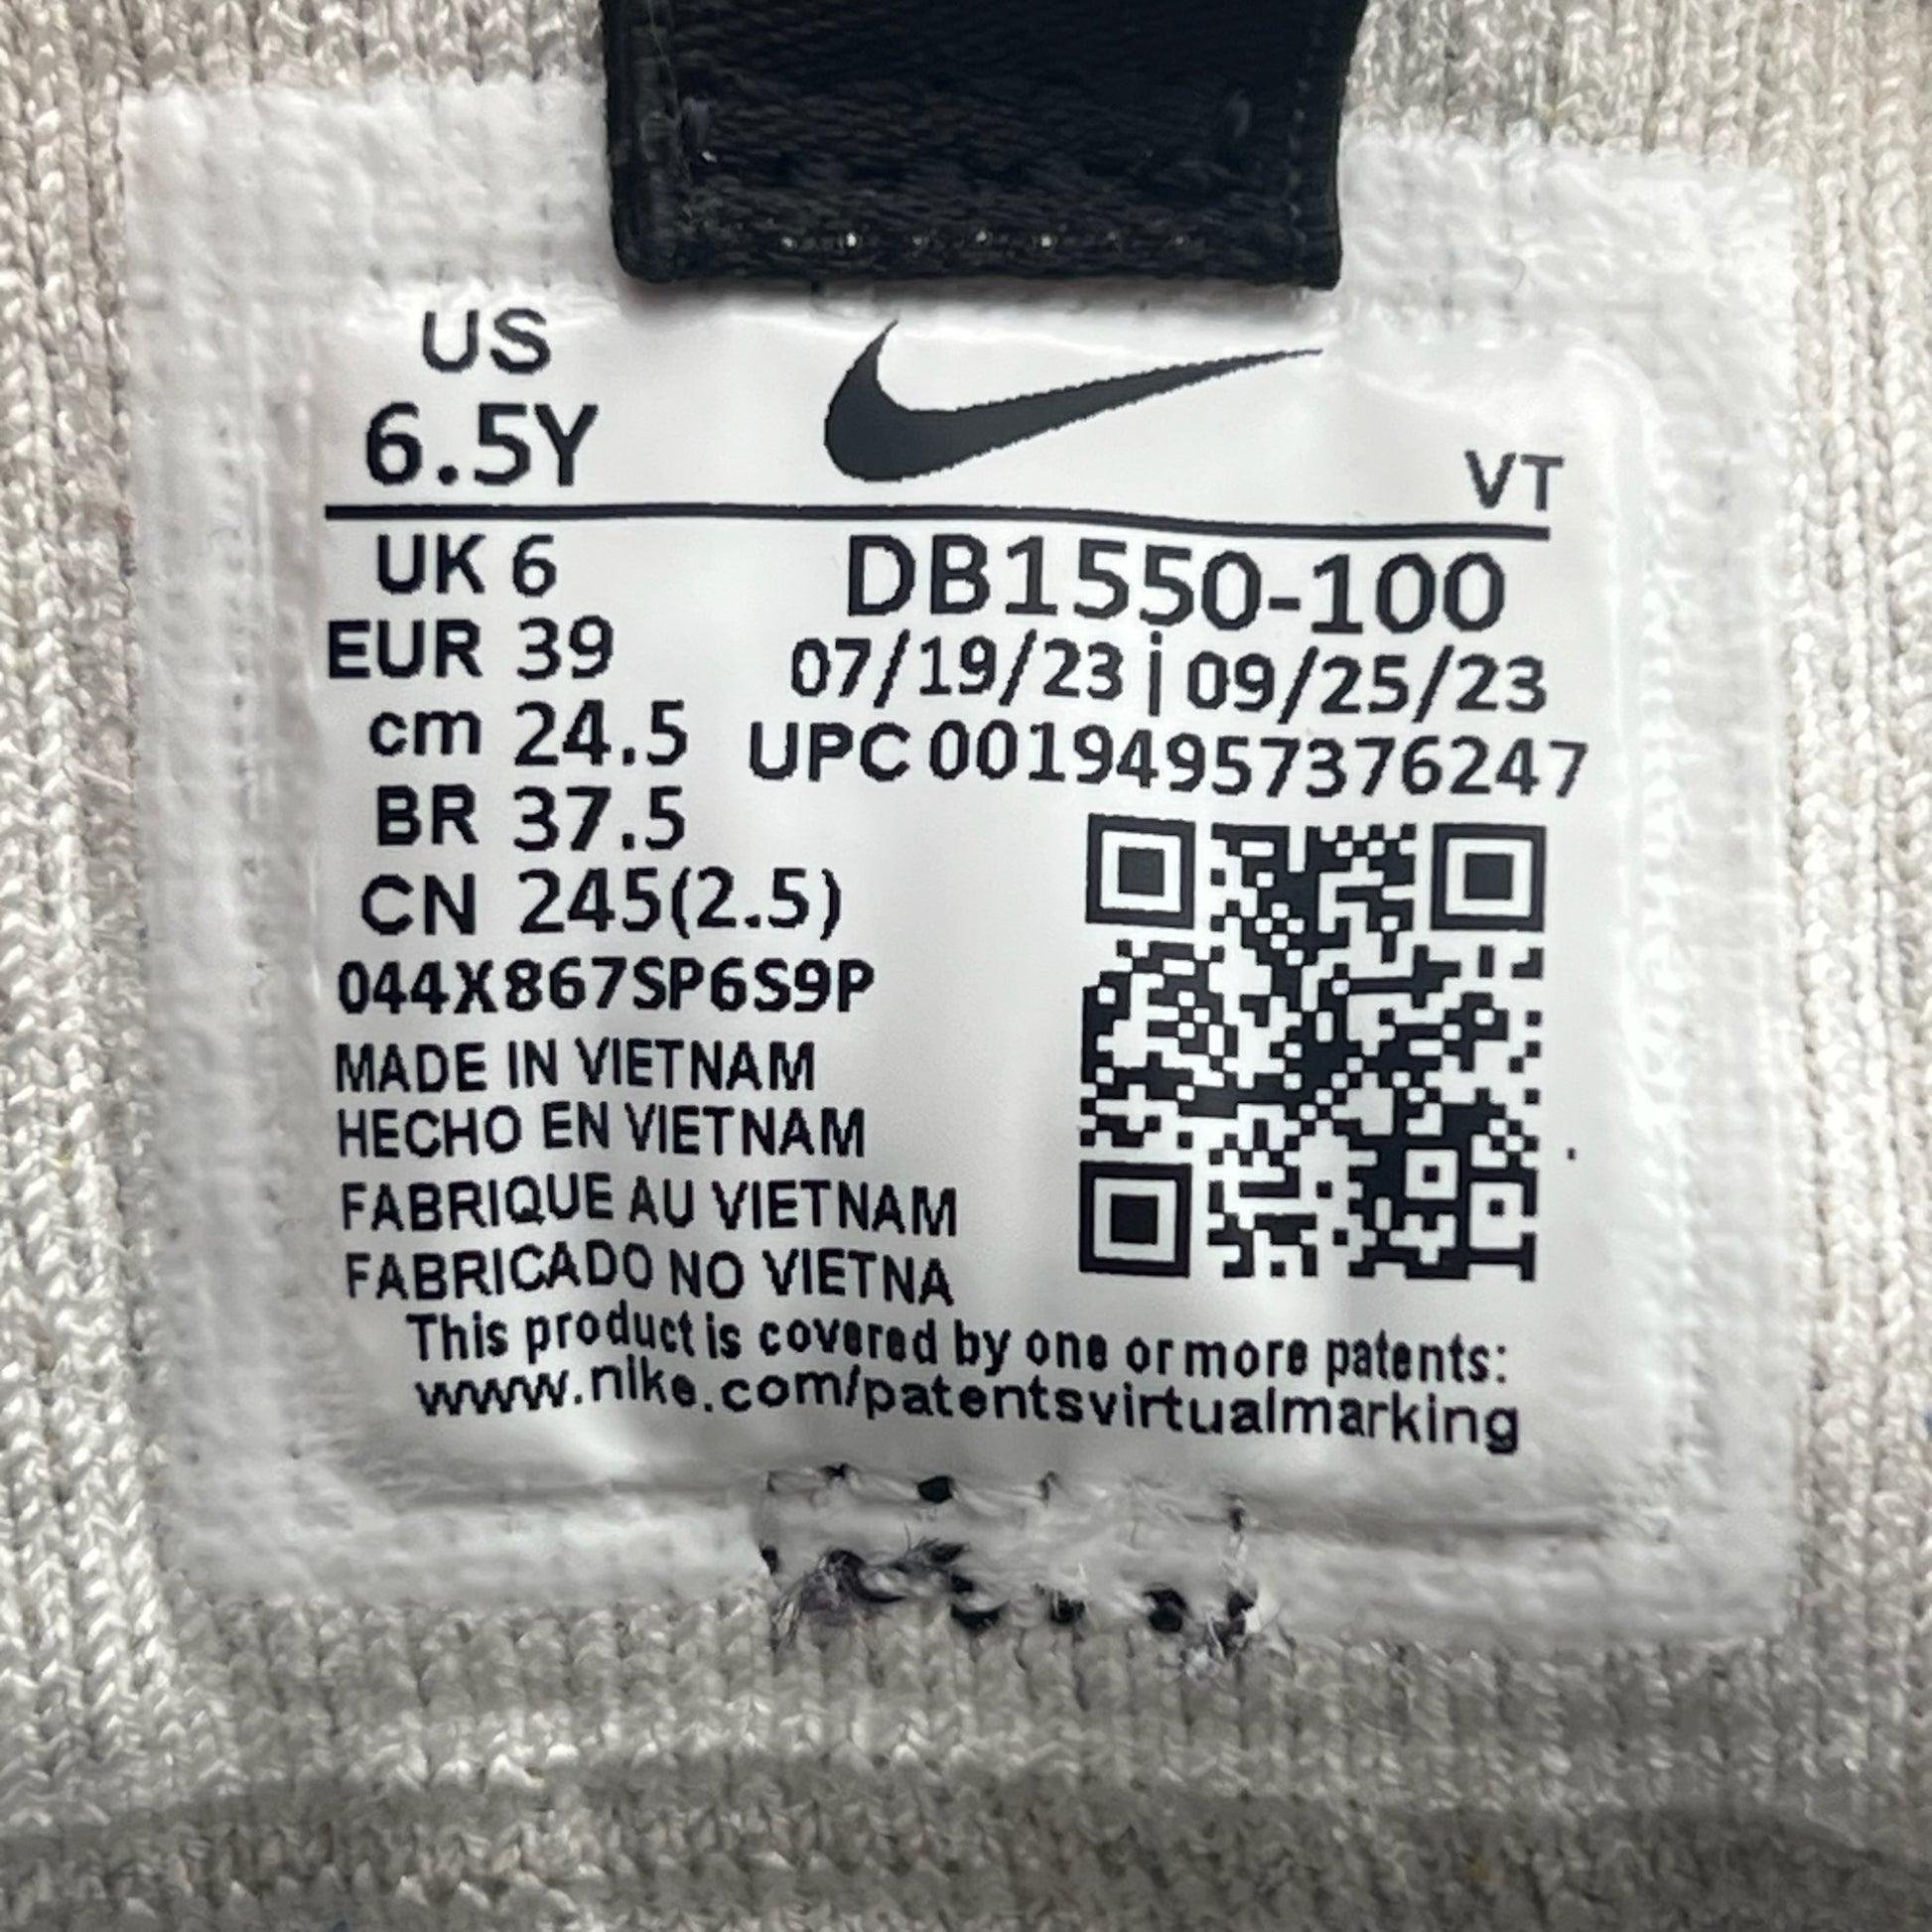 US
6.5Y
VT
UK 6
EUR 39
cm 24.5
BR 37.5
CN 245(2.5)
DB1550-100
07/19/23 | 09/25/23
UPC 00194957376247
044X867SP6S9P
MADE IN VIETNAM
HECHO EN VIETNAM
FABRIQUE AU VIETNAM
FABRICADO NO VIETNA
This product is covered by one or more patents:
www.nike.com/patentsvirtualmarking